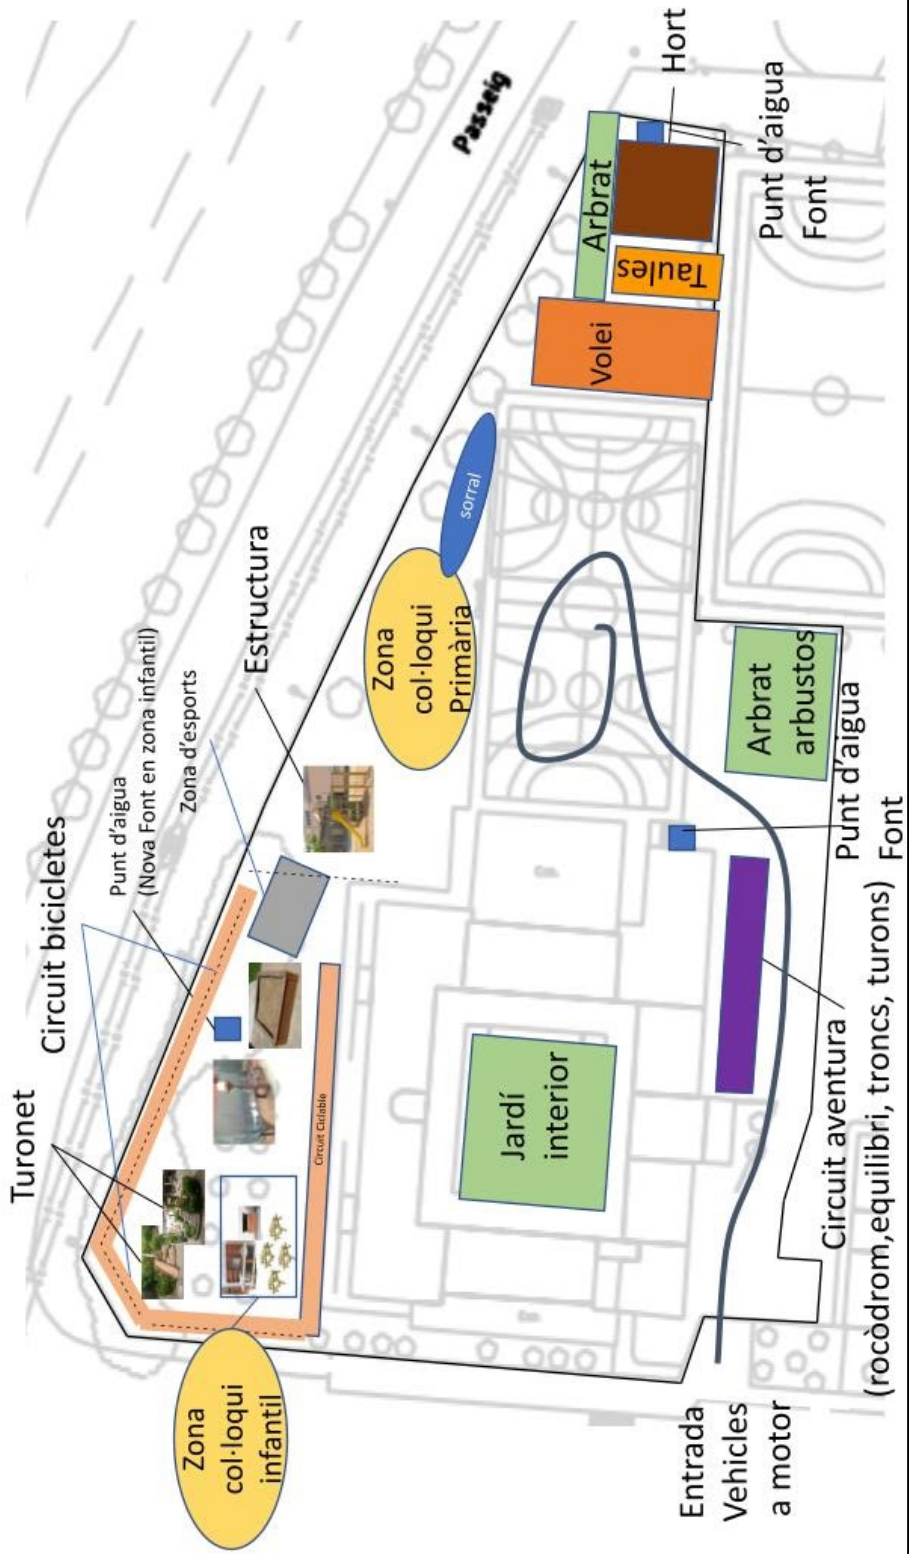 Turonet
Circuit bicicletes
Punt d'aigua
(Nova Font en zona infantil)
Zona d'esports
Zona
col·loqui
infantil
Estructura
Circuit Ciclable
Zona
col·loqui
Primària
sorral
Passeig
Jardí
interior
Volei
Arbrat
Taules
Hort
Punt d'aigua
Font
Entrada
Vehicles
a motor
Arbrat
arbustos
Circuit aventura
(rocòdrom,equilibri, troncs, turons)
Punt d'aigua
Font